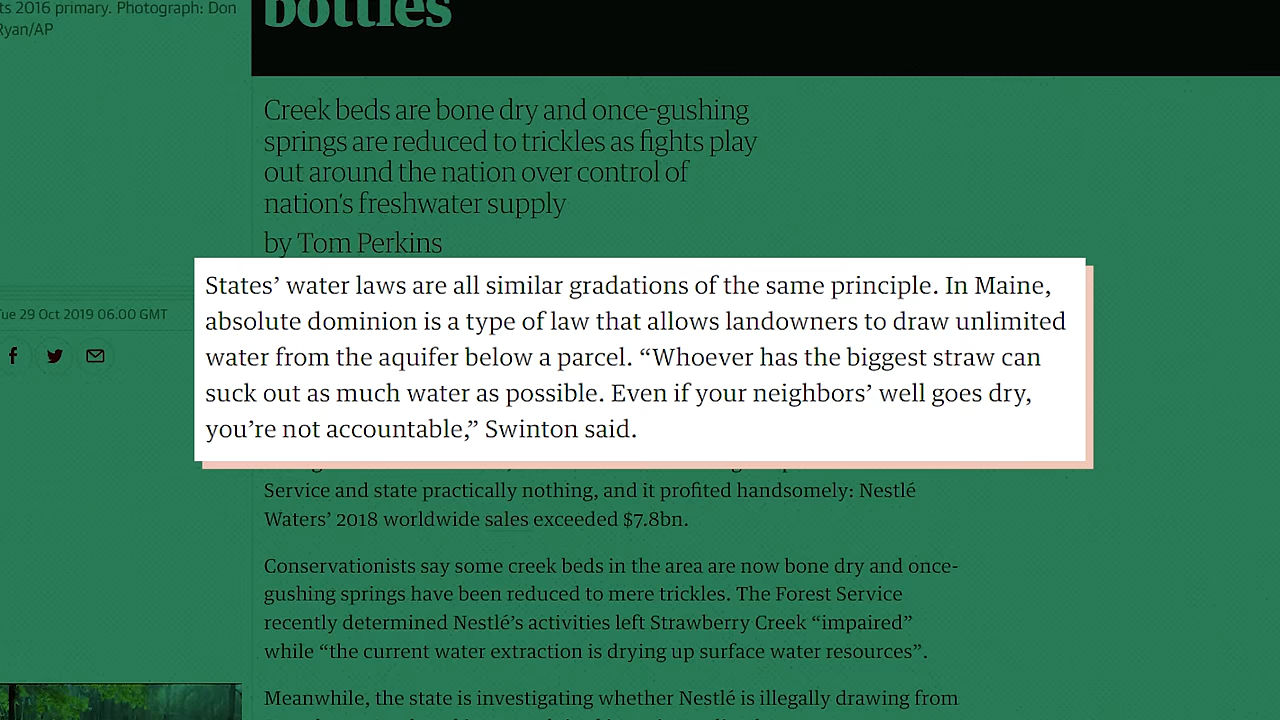 ts 2016 primary. Photograph: Don
Ryan/AP
bottles
Creek beds are bone dry and once-gushing
springs are reduced to trickles as fights play
out around the nation over control of
nation's freshwater supply
by Tom Perkins
Tue 29 Oct 2019 06.00 GMT
States’ water laws are all similar gradations of the same principle. In Maine,
absolute dominion is a type of law that allows landowners to draw unlimited
water from the aquifer below a parcel. “Whoever has the biggest straw can
suck out as much water as possible. Even if your neighbors’ well goes dry,
you’re not accountable,” Swinton said.
Service and state practically nothing, and it profited handsomely: Nestlé
Waters’ 2018 worldwide sales exceeded $7.8bn.
Conservationists say some creek beds in the area are now bone dry and once-
gushing springs have been reduced to mere trickles. The Forest Service
recently determined Nestlé’s activities left Strawberry Creek “impaired”
while “the current water extraction is drying up surface water resources”.
Meanwhile, the state is investigating whether Nestlé is illegally drawing from